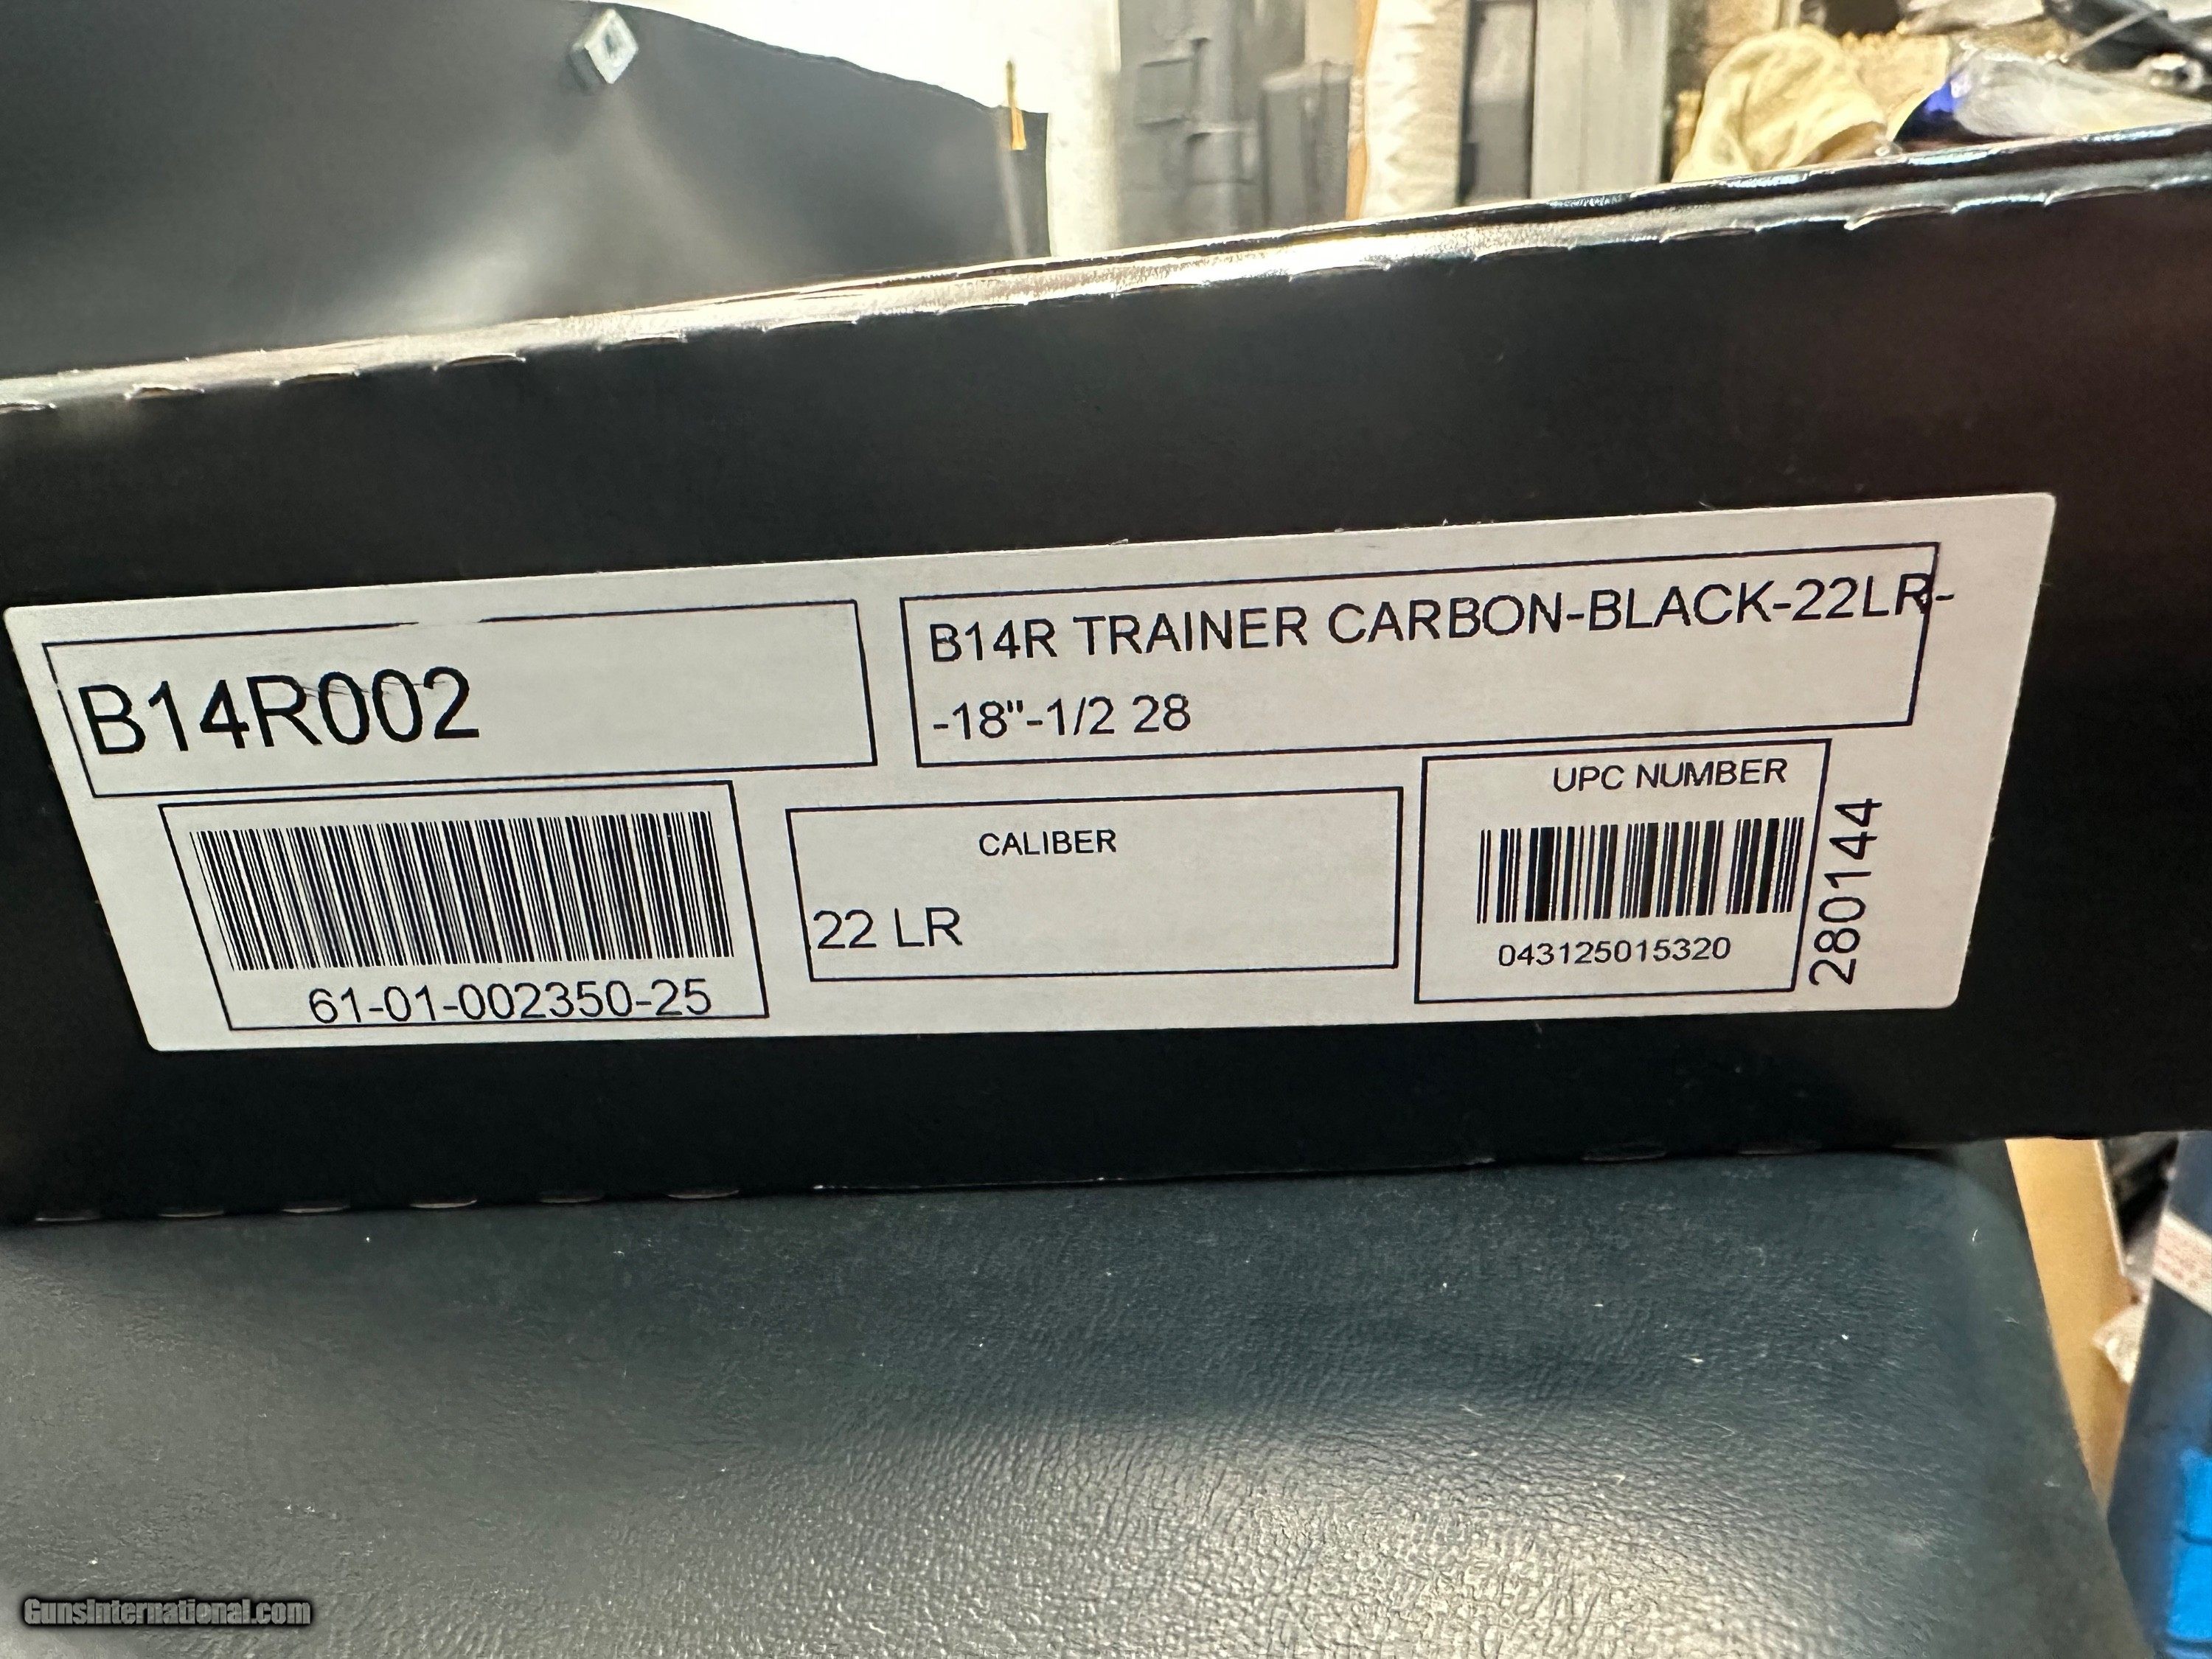 B14R002
B14R TRAINER CARBON-BLACK-22LR-
-18"-1/2 28
61-01-002350-25
CALIBER
22 LR
UPC NUMBER
043125015320
280144
GunsInternational.com